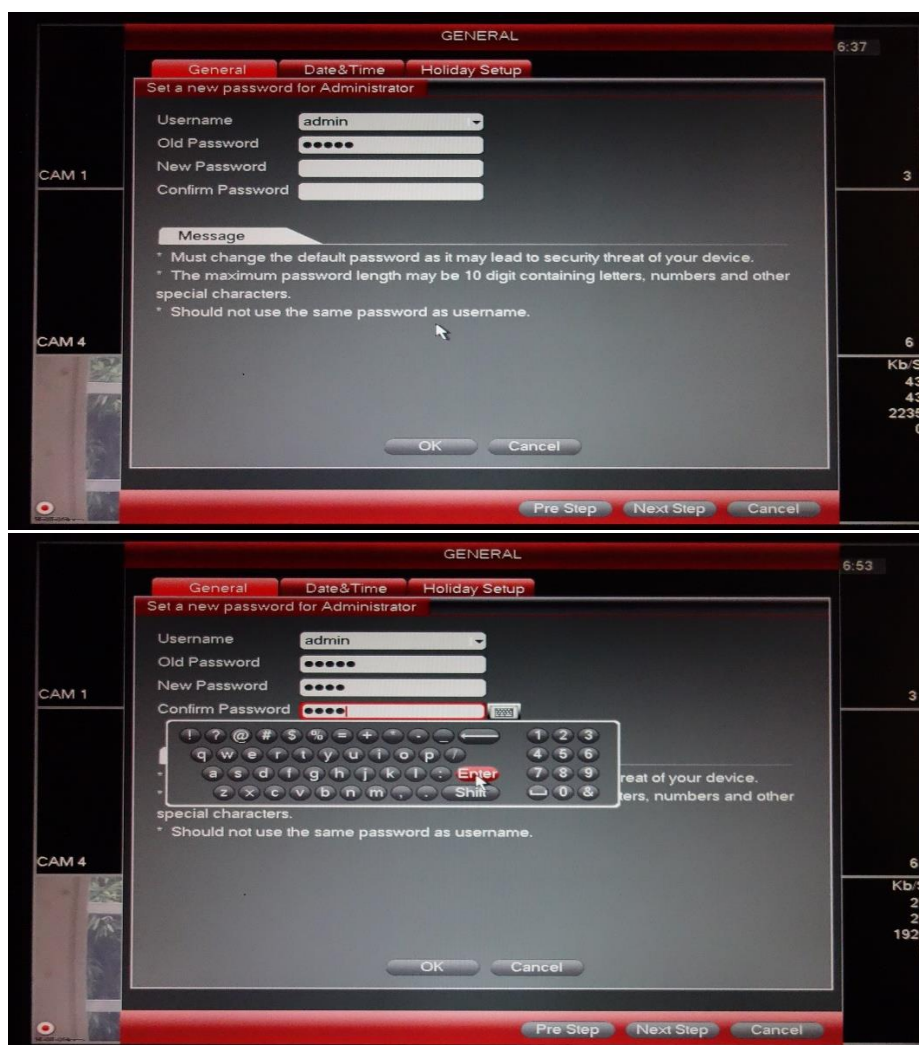 GENERAL
6:37
General Date&Time Holiday Setup
Set a new password for Administrator
Username admin
Old Password ●●●●●
New Password
Confirm Password
CAM 1
3
Message
* Must change the default password as it may lead to security threat of your device.
* The maximum password length may be 10 digit containing letters, numbers and other
special characters.
* Should not use the same password as username.
CAM 4
6
Kb/S
43
43
2235
0
OK Cancel
Pre Step Next Step Cancel
GENERAL
6:53
General Date&Time Holiday Setup
Set a new password for Administrator
Username admin
Old Password ●●●●●
New Password ●●●●
CAM 1
3
Confirm Password ●●●●
! ? @ # $ % = + * - _ 1 2 3
q w e r t y u i o p / 4 5 6
a s d f g h j k l : Enter 7 8 9
z x c v b n m , . Shift 0 &
reat of your device.
ters, numbers and other
special characters.
* Should not use the same password as username.
CAM 4
6
Kb/S
2
2
192
OK Cancel
Pre Step Next Step Cancel